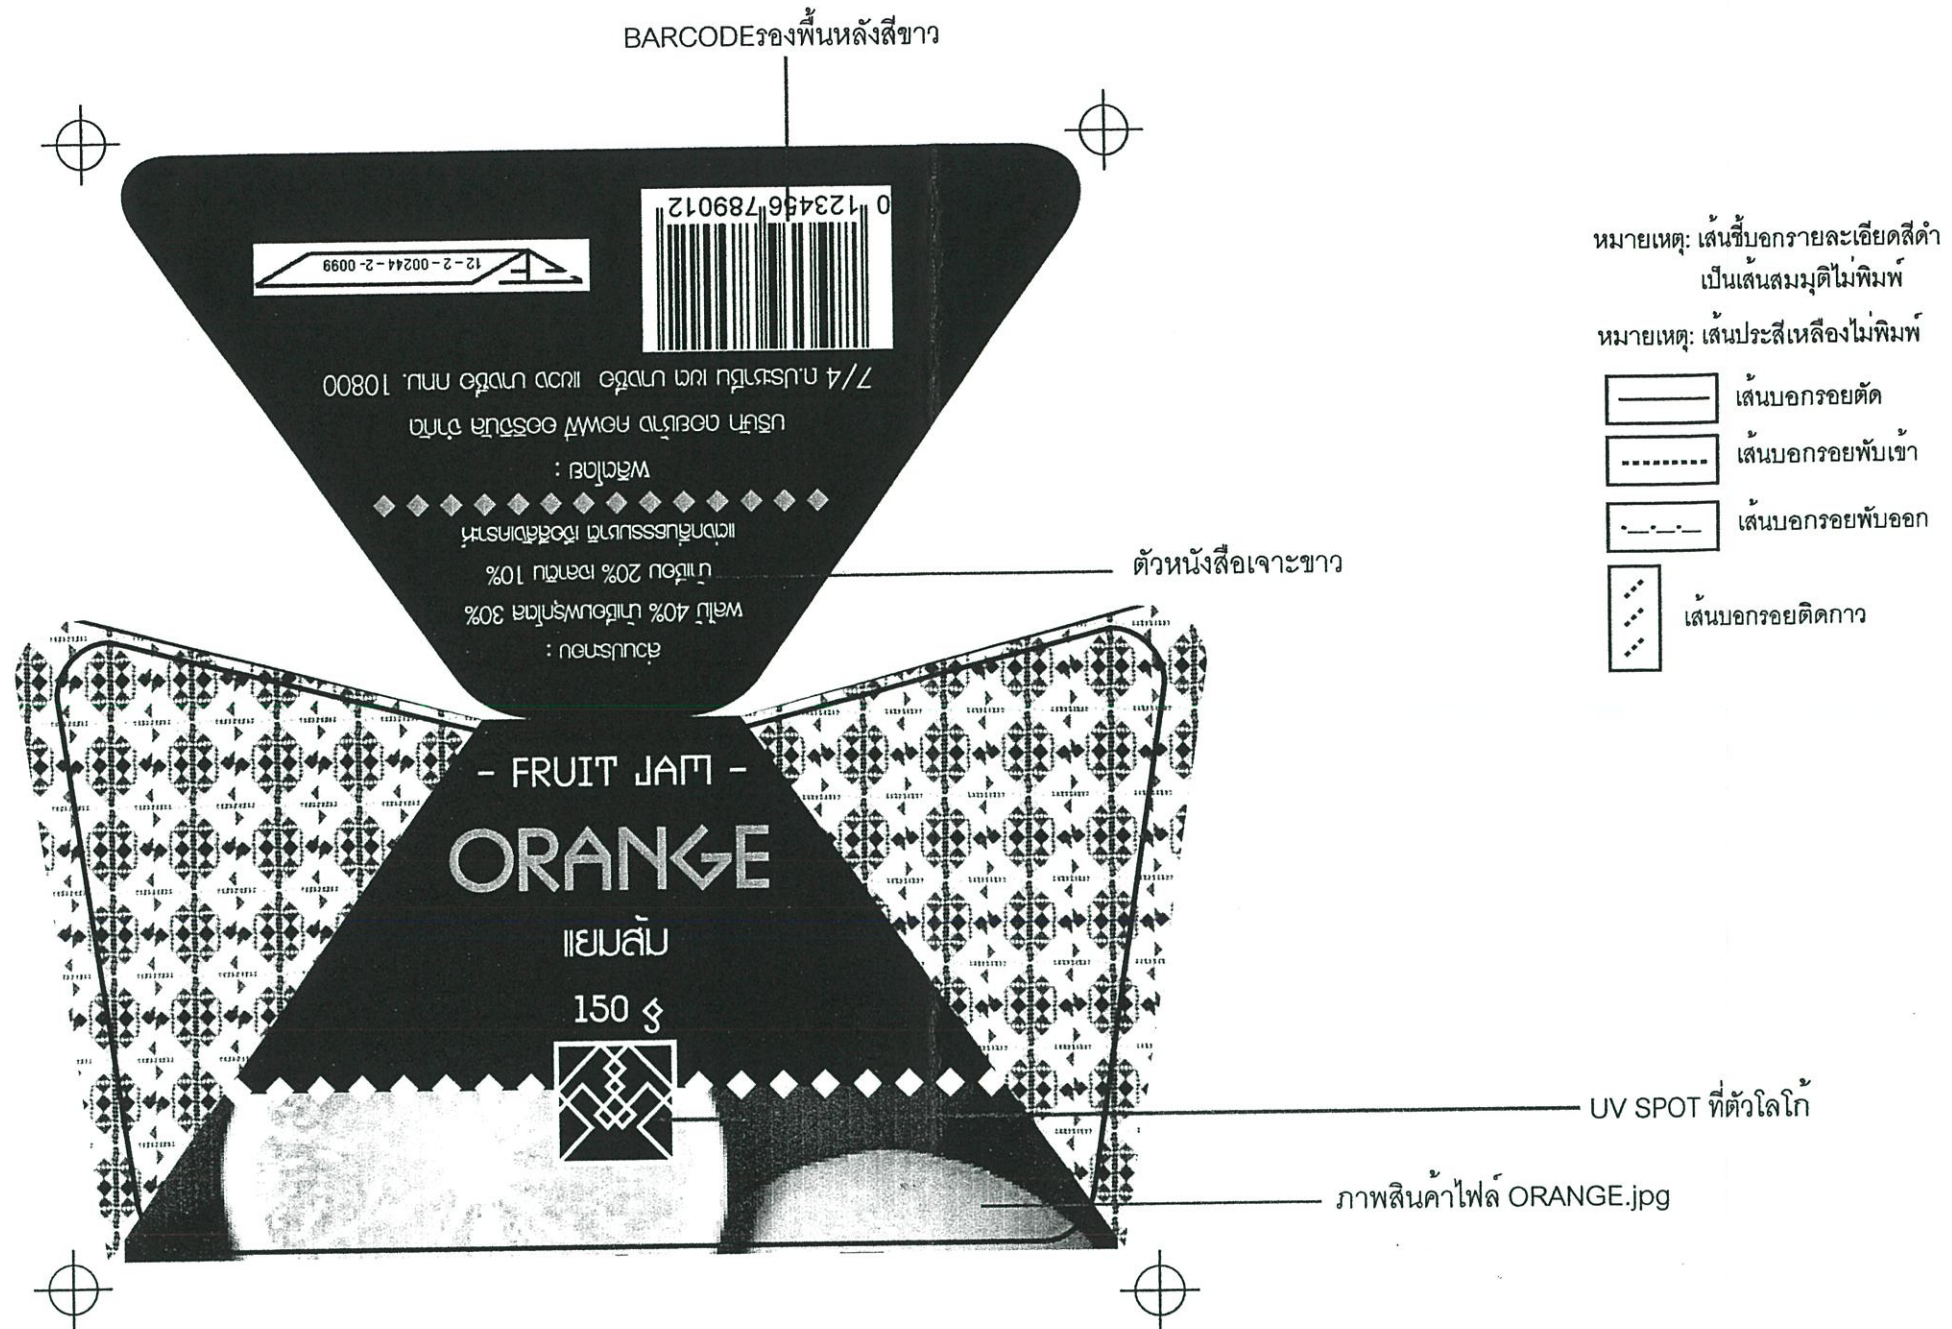 BARCODEรองพื้นหลังสีขาว
0 123456 789012
12-2-00244-2-0099
7/4 ถ.ประชาชื่น เขต บางซื่อ แขวง บางซื่อ กทม. 10800
บริษัท ดอยช้าง คอฟฟี่ ออริจินัล จำกัด
ผลิตโดย :
แต่งกลิ่นธรรมชาติ เจือสีสังเคราะห์
น้ำเชื่อม 20% เจลาติน 10%
ผลไม้ 40% น้ำเชื่อมฟรุกโตส 30%
ส่วนประกอบ :
ตัวหนังสือเจาะขาว
- FRUIT JAM -
ORANGE
แยมส้ม
150 g
UV SPOT ที่ตัวโลโก้
ภาพสินค้าไฟล์ ORANGE.jpg
หมายเหตุ: เส้นชี้บอกรายละเอียดสีดำ
เป็นเส้นสมมุติไม่พิมพ์
หมายเหตุ: เส้นประสีเหลืองไม่พิมพ์
เส้นบอกรอยตัด
เส้นบอกรอยพับเข้า
เส้นบอกรอยพับออก
เส้นบอกรอยติดกาว